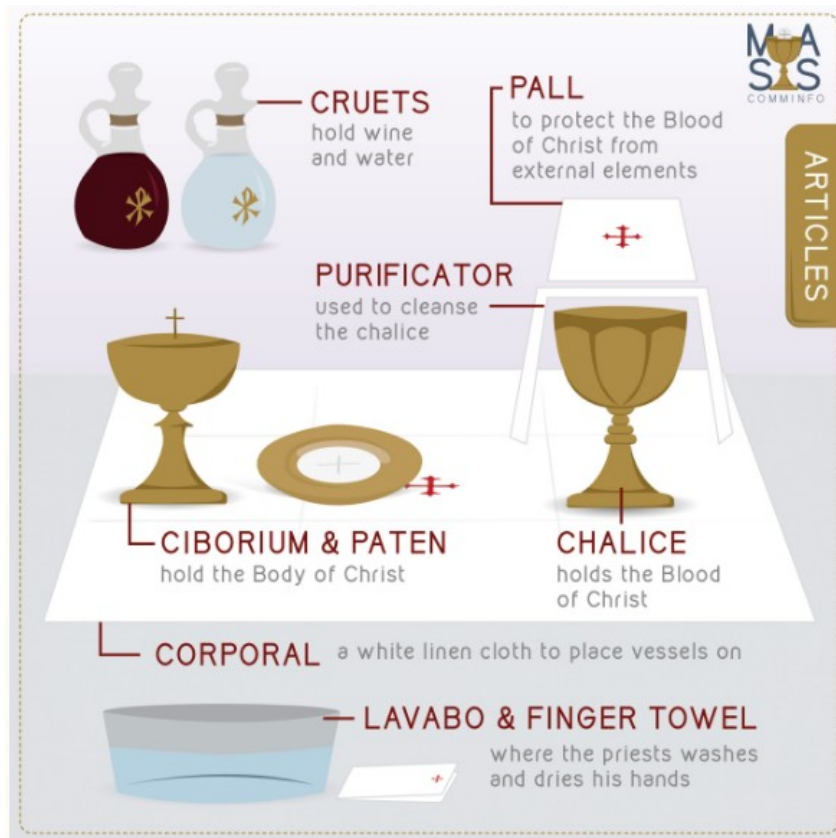 MASS
COMMINFO
ARTICLES
CRUETS
hold wine
and water
PALL
to protect the Blood
of Christ from
external elements
PURIFICATOR
used to cleanse
the chalice
CIBORIUM & PATEN
hold the Body of Christ
CHALICE
holds the Blood
of Christ
CORPORAL a white linen cloth to place vessels on
LAVABO & FINGER TOWEL
where the priests washes
and dries his hands